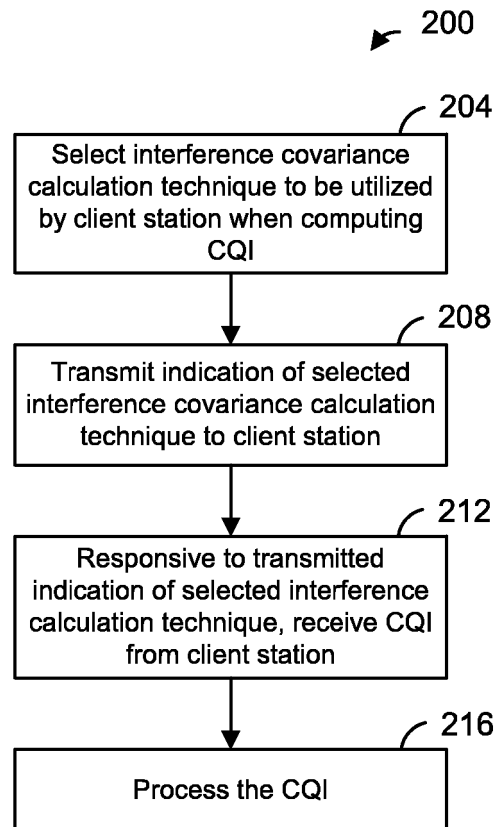 200
204
Select interference covariance
calculation technique to be utilized
by client station when computing
CQI
208
Transmit indication of selected
interference covariance calculation
technique to client station
212
Responsive to transmitted
indication of selected interference
calculation technique, receive CQI
from client station
216
Process the CQI